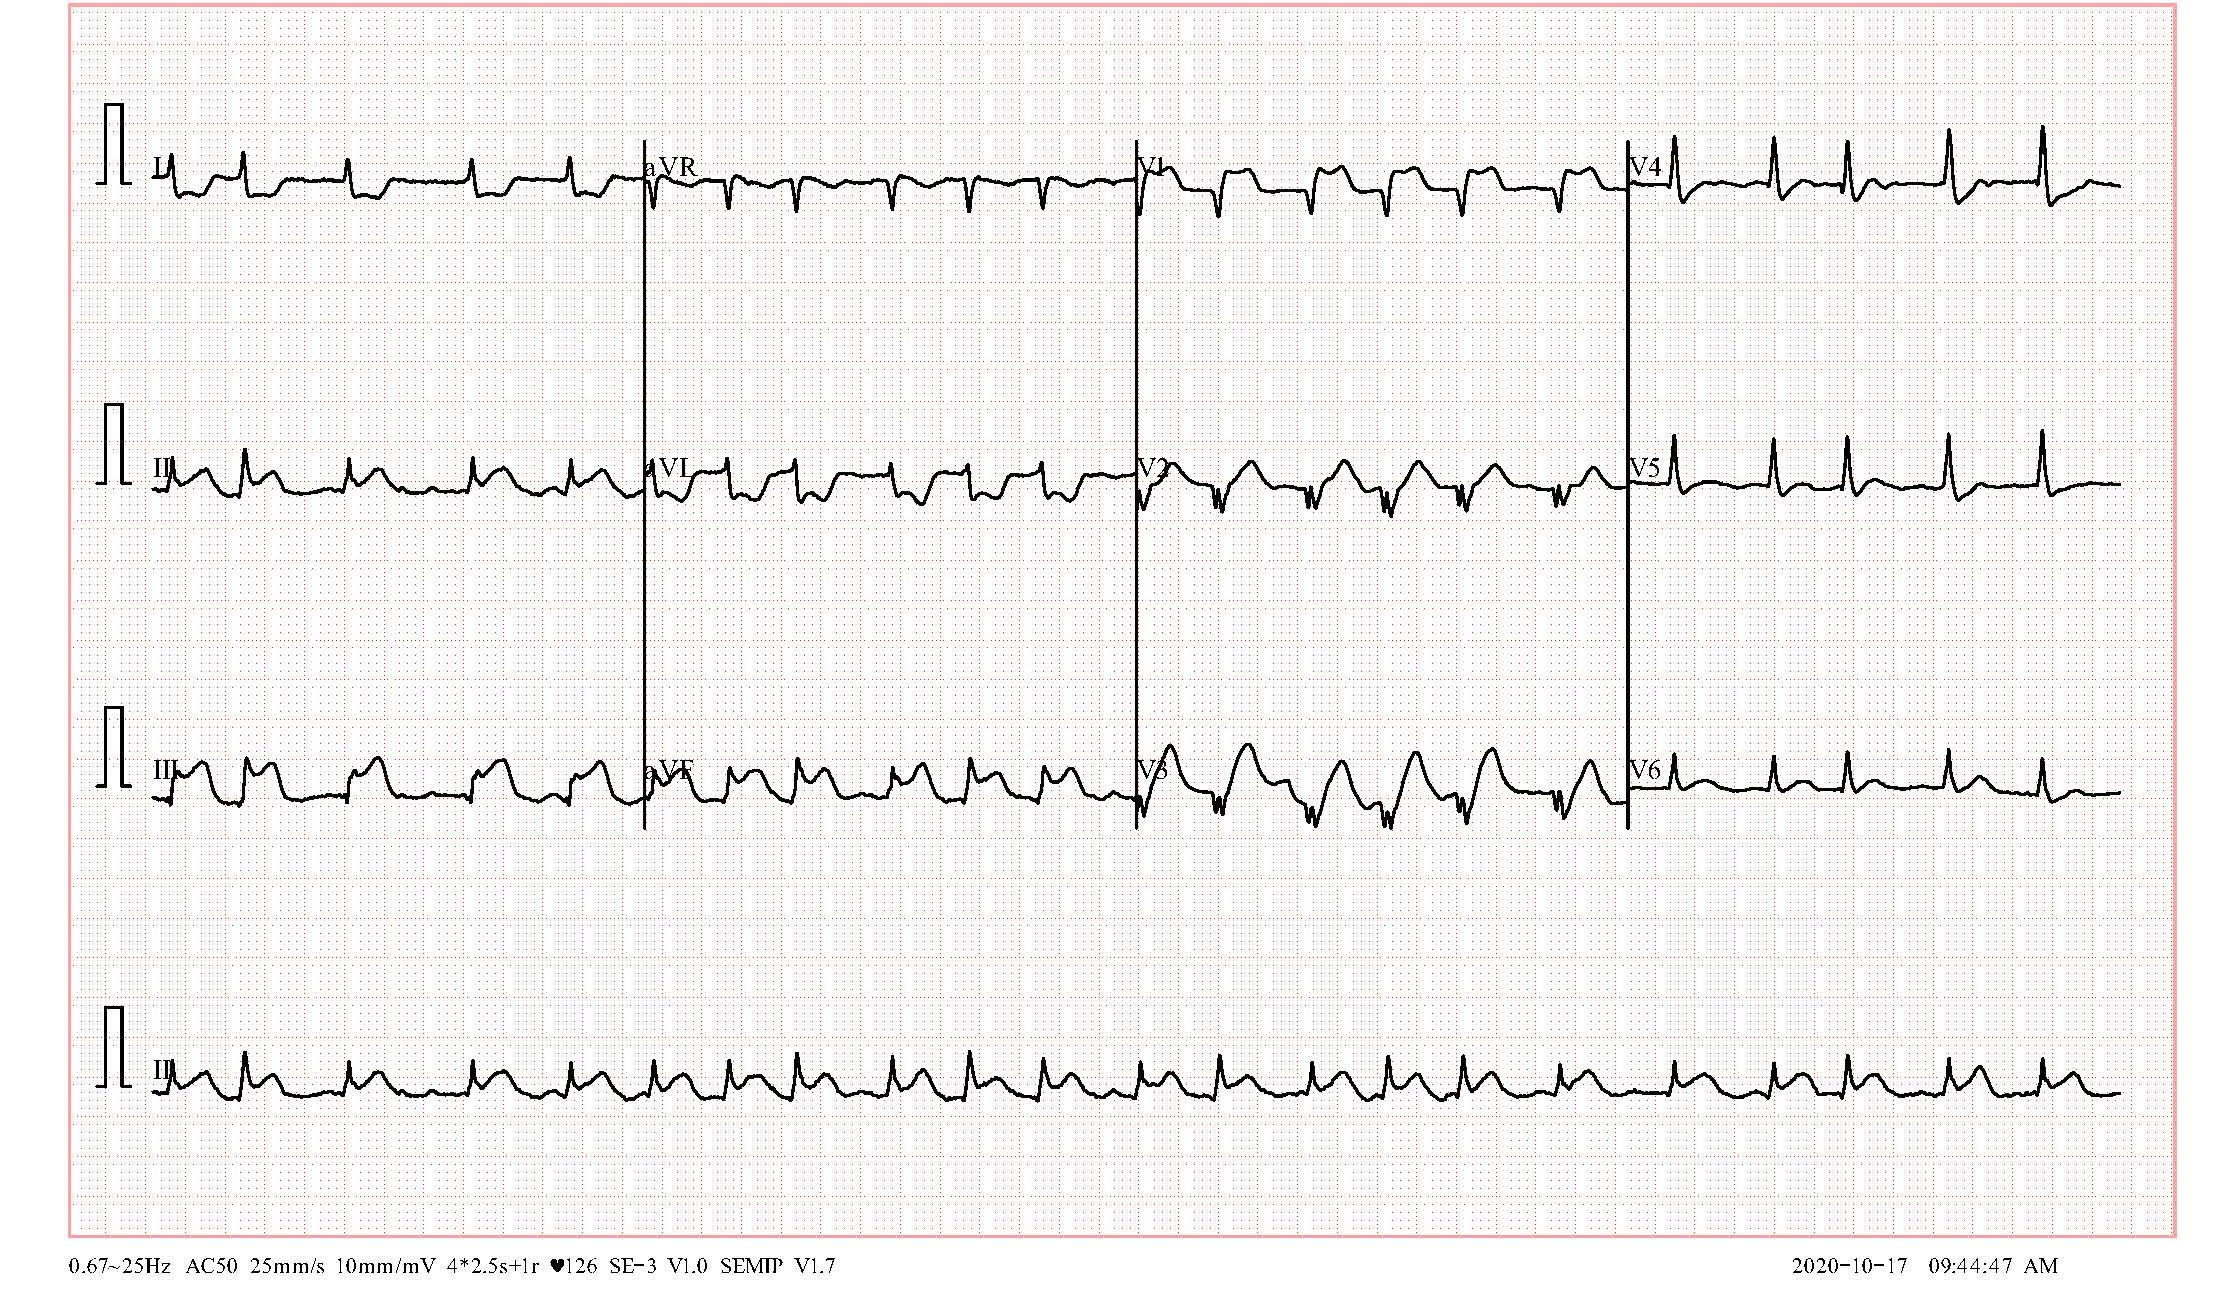 I aVR V1 V4
II aVL V2 V5
III aVF V3 V6
II
0.67~25Hz AC50 25mm/s 10mm/mV 4*2.5s+1r ♥126 SE-3 V1.0 SEMIP V1.7 2020-10-17 09:44:47 AM